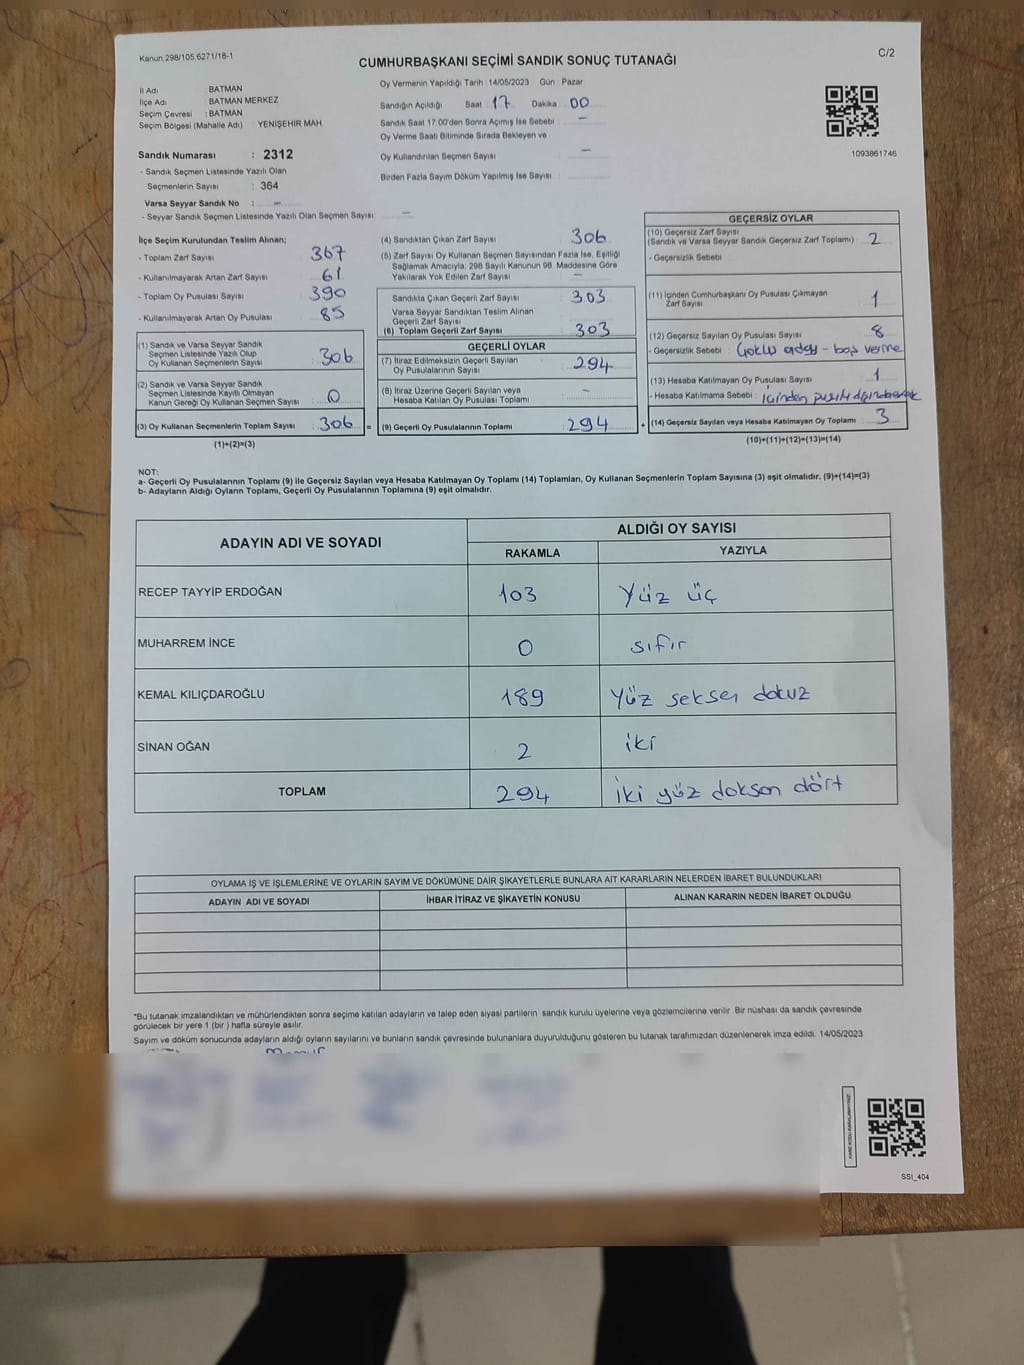 Kanun 298/105 6271/18-1
C/2
CUMHURBAŞKANI SEÇİMİ SANDIK SONUÇ TUTANAĞI
İl Adı : BATMAN
İlçe Adı : BATMAN MERKEZ
Seçim Çevresi : BATMAN
Seçim Bölgesi (Mahalle Adı) : YENİŞEHİR MAH
Sandık Numarası : 2312
- Sandık Seçmen Listesinde Yazılı Olan
Seçmenlerin Sayısı : 364
Varsa Seyyar Sandık No : -
- Seyyar Sandık Seçmen Listesinde Yazılı Olan Seçmen Sayısı: -
Oy Vermenin Yapıldığı Tarih : 14/05/2023 Gün : Pazar
Sandığın Açıldığı Saat : 17 Dakika : 00
Sandık Saat 17:00'den Sonra Açımış İse Sebebi : -
Oy Verme Saati Bitiminde Sırada Bekleyen ve
Oy Kullandırılan Seçmen Sayısı : -
Birden Fazla Sayım Döküm Yapılmış İse Sayısı :
1093861746
İlçe Seçim Kurulundan Teslim Alınan;
- Toplam Zarf Sayısı : 367
- Kullanılmayarak Artan Zarf Sayısı : 61
- Toplam Oy Pusulası Sayısı : 390
- Kullanılmayarak Artan Oy Pusulası : 85
(1) Sandık ve Varsa Seyyar Sandık
Seçmen Listesinde Yazılı Olup
Oy Kullanan Seçmenlerin Sayısı : 306
(2) Sandık ve Varsa Seyyar Sandık
Seçmen Listesinde Kayıtlı Olmayan
Kanun Gereği Oy Kullanan Seçmen Sayısı : 0
(3) Oy Kullanan Seçmenlerin Toplam Sayısı : 306 =
(1)+(2)=(3)
(4) Sandıktan Çıkan Zarf Sayısı : 306
(5) Zarf Sayısı Oy Kullanan Seçmen Sayısından Fazla İse, Eşitliği
Sağlamak Amacıyla, 298 Sayılı Kanunun 98. Maddesine Göre
Yakılarak Yok Edilen Zarf Sayısı : -
Sandıkta Çıkan Geçerli Zarf Sayısı : 303
Varsa Seyyar Sandıktan Teslim Alınan
Geçerli Zarf Sayısı
(6) Toplam Geçerli Zarf Sayısı : 303
GEÇERLİ OYLAR
(7) İtiraz Edilmeksizin Geçerli Sayılan
Oy Pusulalarının Sayısı : 294
(8) İtiraz Üzerine Geçerli Sayılan veya
Hesaba Katılan Oy Pusulası Toplamı : -
(9) Geçerli Oy Pusulalarının Toplamı : 294 +
GEÇERSİZ OYLAR
(10) Geçersiz Zarf Sayısı
(Sandık ve Varsa Seyyar Sandık Geçersiz Zarf Toplamı) : 2
- Geçersizlik Sebebi :
(11) İçinden Cumhurbaşkanı Oy Pusulası Çıkmayan
Zarf Sayısı : 1
(12) Geçersiz Sayılan Oy Pusulası Sayısı : 8
- Geçersizlik Sebebi : - boş verme
(13) Hesaba Katılmayan Oy Pusulası Sayısı : 1
- Hesaba Katılmama Sebebi : içinden
(14) Geçersiz Sayılan veya Hesaba Katılmayan Oy Toplamı : 3
(10)+(11)+(12)+(13)=(14)
NOT:
a- Geçerli Oy Pusulalarının Toplamı (9) ile Geçersiz Sayılan veya Hesaba Katılmayan Oy Toplamı (14) Toplamları, Oy Kullanan Seçmenlerin Toplam Sayısına (3) eşit olmalıdır. (9)+(14)=(3)
b- Adayların Aldığı Oyların Toplamı, Geçerli Oy Pusulalarının Toplamına (9) eşit olmalıdır.
ADAYIN ADI VE SOYADI
ALDIĞI OY SAYISI
RAKAMLA YAZIYLA
RECEP TAYYİP ERDOĞAN 103 Yüz üç
MUHARREM İNCE 0 sıfır
KEMAL KILIÇDAROĞLU 189 Yüz seksen dokuz
SİNAN OĞAN 2 iki
TOPLAM 294 iki yüz doksan dört
OYLAMA İŞ VE İŞLEMLERİNE VE OYLARIN SAYIM VE DÖKÜMÜNE DAİR ŞİKAYETLERLE BUNLARA AİT KARARLARIN NELERDEN İBARET BULUNDUKLARI
ADAYIN ADI VE SOYADI İHBAR İTİRAZ VE ŞİKAYETİN KONUSU ALINAN KARARIN NEDEN İBARET OLDUĞU
*Bu tutanak imzalandıktan ve mühürlendikten sonra seçime katılan adayların ve talep eden siyasi partilerin sandık kurulu üyelerine veya gözlemcilerine verilir. Bir nüshası da sandık çevresinde
görülecek bir yere 1 (bir ) hafta süreyle asılır.
Sayım ve döküm sonucunda adayların aldığı oyların sayılarını ve bunların sandık çevresinde bulunanlara duyurulduğunu gösteren bu tutanak tarafımızdan düzenlenerek imza edildi. 14/05/2023
SSI_404